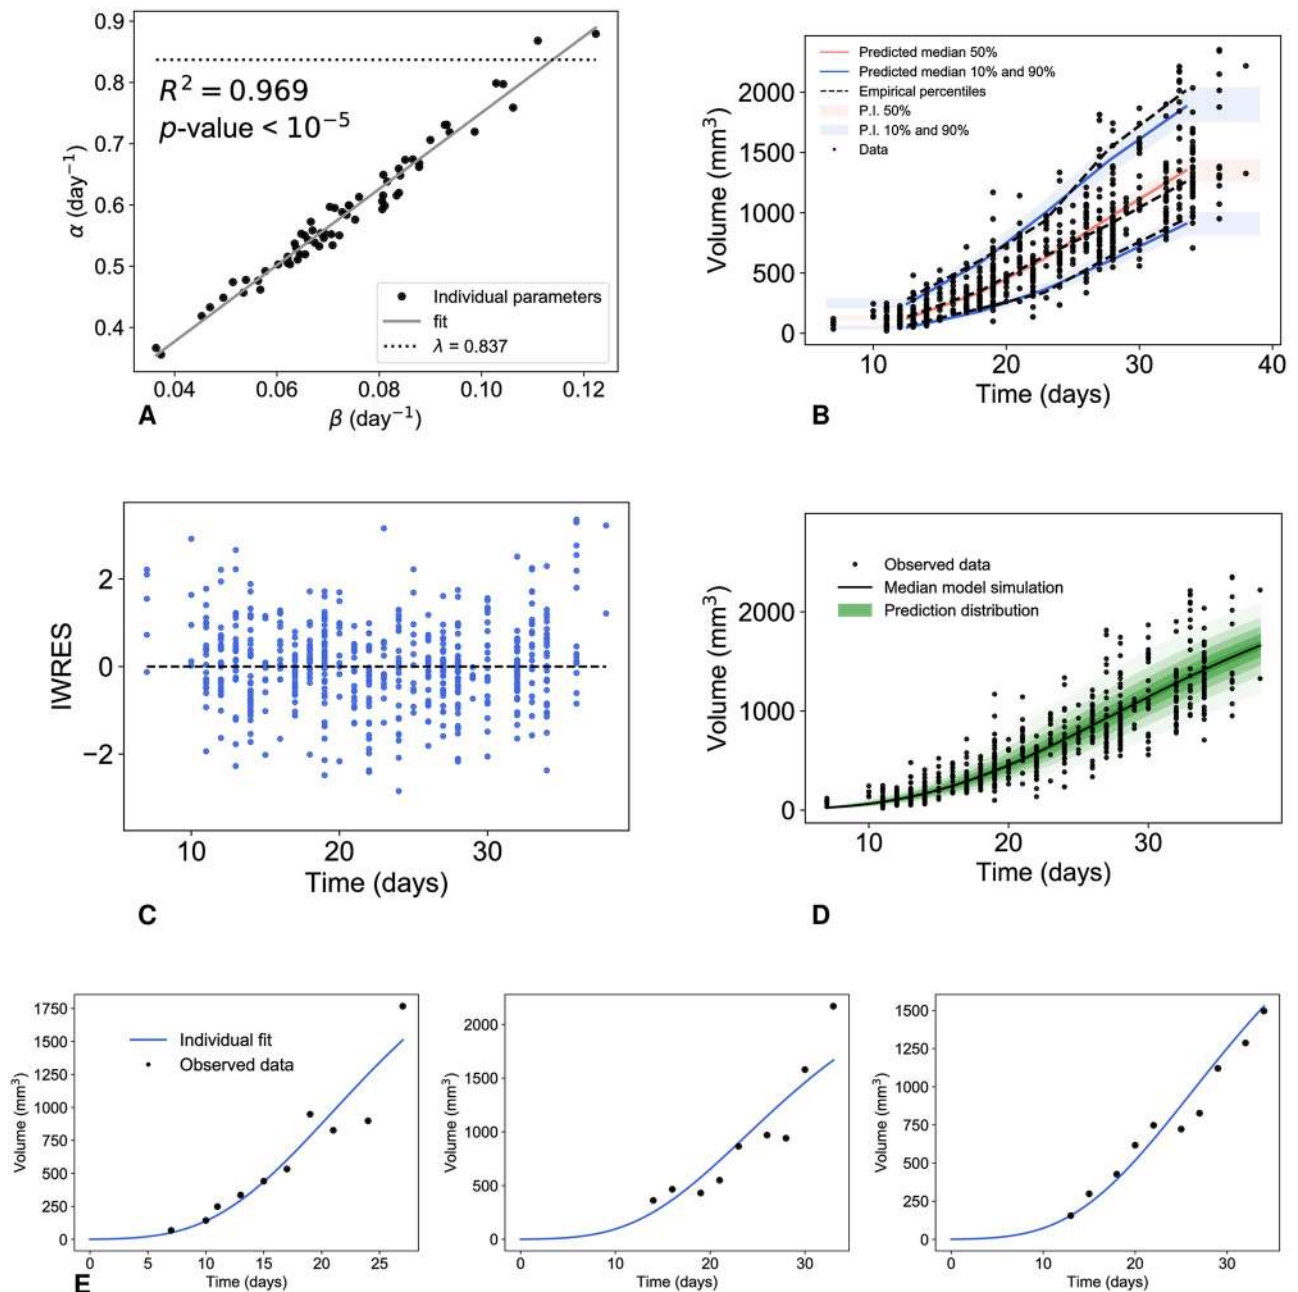 0.9
0.8
0.7
0.6
0.5
0.4
α (day⁻¹)
R² = 0.969
p-value < 10⁻⁵
Individual parameters
fit
λ = 0.837
0.04 0.06 0.08 0.10 0.12
β (day⁻¹)
A
2000
1500
1000
500
0
Volume (mm³)
Predicted median 50%
Predicted median 10% and 90%
Empirical percentiles
P.I. 50%
P.I. 10% and 90%
Data
10 20 30 40
Time (days)
B
2
0
−2
IWRES
10 20 30
Time (days)
C
2000
1000
0
Volume (mm³)
Observed data
Median model simulation
Prediction distribution
10 20 30
Time (days)
D
1750
1500
1250
1000
750
500
250
0
Volume (mm³)
Individual fit
Observed data
0 5 10 15 20 25
Time (days)
E
2000
1500
1000
500
0
Volume (mm³)
0 10 20 30
Time (days)
1500
1250
1000
750
500
250
0
Volume (mm³)
0 10 20 30
Time (days)